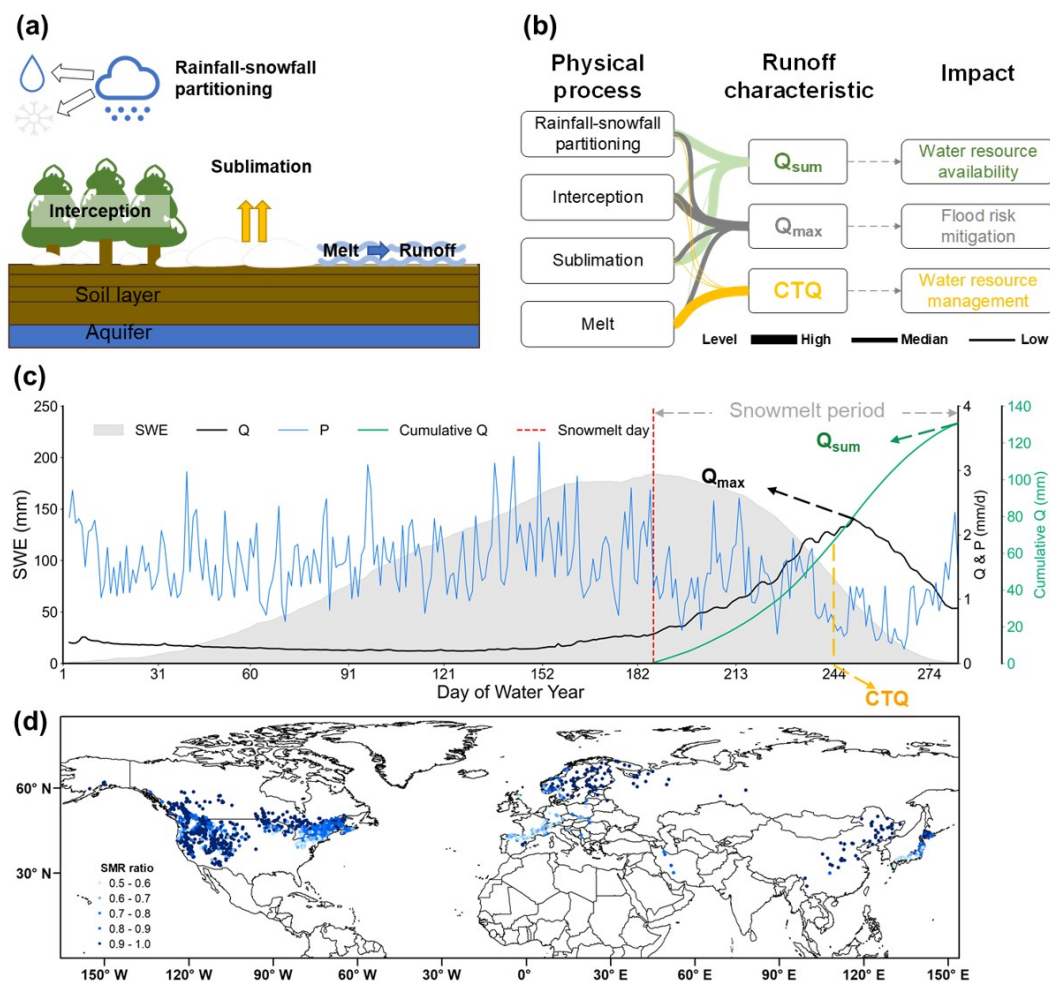 (a)
Rainfall-snowfall
partitioning
Sublimation
Interception
Melt
Runoff
Soil layer
Aquifer
(b)
Physical
process
Runoff
characteristic
Impact
Rainfall-snowfall
partitioning
Interception
Sublimation
Melt
Qsum
Qmax
CTQ
Water resource
availability
Flood risk
mitigation
Water resource
management
Level High Median Low
(c)
SWE Q P Cumulative Q Snowmelt day
Snowmelt period
Qsum
Qmax
250
200
150
100
50
0
SWE (mm)
4
3
2
1
0
Q & P (mm/d)
140
120
100
80
60
40
20
0
Cumulative Q (mm)
1 31 61 91 121 152 182 213 244 274
Day of Water Year
CTQ
(d)
60° N
30° N
SMR ratio
0.5 - 0.6
0.6 - 0.7
0.7 - 0.8
0.8 - 0.9
0.9 - 1.0
150° W 120° W 90° W 60° W 30° W 0° 30° E 60° E 90° E 120° E 150° E